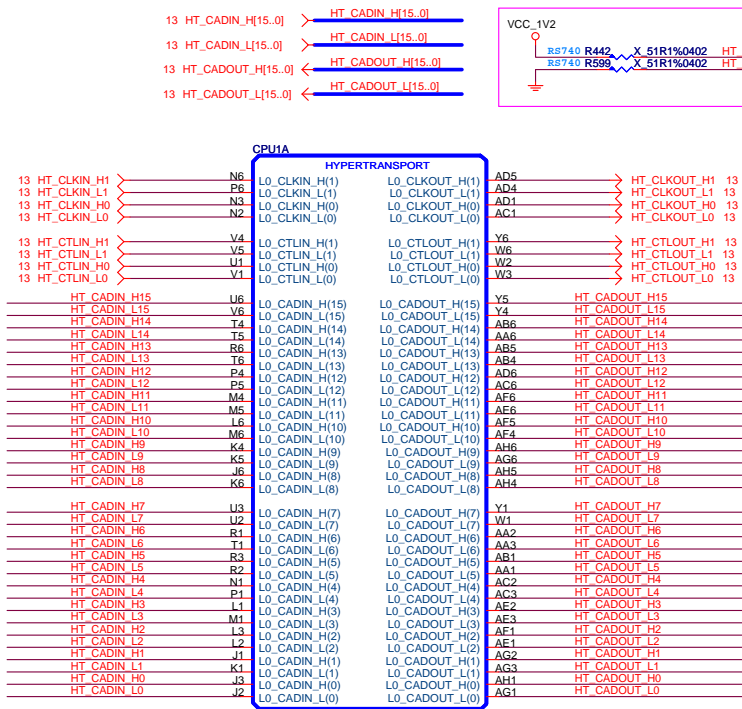 13 HT_CADIN_H[15..0] HT_CADIN_H[15..0]
13 HT_CADIN_L[15..0] HT_CADIN_L[15..0]
13 HT_CADOUT_H[15..0] HT_CADOUT_H[15..0]
13 HT_CADOUT_L[15..0] HT_CADOUT_L[15..0]
VCC_1V2
RS740 R442 X_51R1%0402 HT_
RS740 R599 X_51R1%0402 HT_
CPU1A
HYPERTRANSPORT
13 HT_CLKIN_H1 N6 L0_CLKIN_H(1) L0_CLKOUT_H(1) AD5 HT_CLKOUT_H1 13
13 HT_CLKIN_L1 P6 L0_CLKIN_L(1) L0_CLKOUT_L(1) AD4 HT_CLKOUT_L1 13
13 HT_CLKIN_H0 N3 L0_CLKIN_H(0) L0_CLKOUT_H(0) AD1 HT_CLKOUT_H0 13
13 HT_CLKIN_L0 N2 L0_CLKIN_L(0) L0_CLKOUT_L(0) AC1 HT_CLKOUT_L0 13
13 HT_CTLIN_H1 V4 L0_CTLIN_H(1) L0_CTLOUT_H(1) Y6 HT_CTLOUT_H1 13
13 HT_CTLIN_L1 V5 L0_CTLIN_L(1) L0_CTLOUT_L(1) W6 HT_CTLOUT_L1 13
13 HT_CTLIN_H0 U1 L0_CTLIN_H(0) L0_CTLOUT_H(0) W2 HT_CTLOUT_H0 13
13 HT_CTLIN_L0 V1 L0_CTLIN_L(0) L0_CTLOUT_L(0) W3 HT_CTLOUT_L0 13
HT_CADIN_H15 U6 L0_CADIN_H(15) L0_CADOUT_H(15) Y5 HT_CADOUT_H15
HT_CADIN_L15 V6 L0_CADIN_L(15) L0_CADOUT_L(15) Y4 HT_CADOUT_L15
HT_CADIN_H14 T4 L0_CADIN_H(14) L0_CADOUT_H(14) AB6 HT_CADOUT_H14
HT_CADIN_L14 T5 L0_CADIN_L(14) L0_CADOUT_L(14) AA6 HT_CADOUT_L14
HT_CADIN_H13 R6 L0_CADIN_H(13) L0_CADOUT_H(13) AB5 HT_CADOUT_H13
HT_CADIN_L13 T6 L0_CADIN_L(13) L0_CADOUT_L(13) AB4 HT_CADOUT_L13
HT_CADIN_H12 P4 L0_CADIN_H(12) L0_CADOUT_H(12) AD6 HT_CADOUT_H12
HT_CADIN_L12 P5 L0_CADIN_L(12) L0_CADOUT_L(12) AC6 HT_CADOUT_L12
HT_CADIN_H11 M4 L0_CADIN_H(11) L0_CADOUT_H(11) AF6 HT_CADOUT_H11
HT_CADIN_L11 M5 L0_CADIN_L(11) L0_CADOUT_L(11) AE6 HT_CADOUT_L11
HT_CADIN_H10 L6 L0_CADIN_H(10) L0_CADOUT_H(10) AF5 HT_CADOUT_H10
HT_CADIN_L10 M6 L0_CADIN_L(10) L0_CADOUT_L(10) AF4 HT_CADOUT_L10
HT_CADIN_H9 K4 L0_CADIN_H(9) L0_CADOUT_H(9) AH6 HT_CADOUT_H9
HT_CADIN_L9 K5 L0_CADIN_L(9) L0_CADOUT_L(9) AG6 HT_CADOUT_L9
HT_CADIN_H8 J6 L0_CADIN_H(8) L0_CADOUT_H(8) AH5 HT_CADOUT_H8
HT_CADIN_L8 K6 L0_CADIN_L(8) L0_CADOUT_L(8) AH4 HT_CADOUT_L8
HT_CADIN_H7 U3 L0_CADIN_H(7) L0_CADOUT_H(7) Y1 HT_CADOUT_H7
HT_CADIN_L7 U2 L0_CADIN_L(7) L0_CADOUT_L(7) W1 HT_CADOUT_L7
HT_CADIN_H6 R1 L0_CADIN_H(6) L0_CADOUT_H(6) AA2 HT_CADOUT_H6
HT_CADIN_L6 T1 L0_CADIN_L(6) L0_CADOUT_L(6) AA3 HT_CADOUT_L6
HT_CADIN_H5 R3 L0_CADIN_H(5) L0_CADOUT_H(5) AB1 HT_CADOUT_H5
HT_CADIN_L5 R2 L0_CADIN_L(5) L0_CADOUT_L(5) AA1 HT_CADOUT_L5
HT_CADIN_H4 N1 L0_CADIN_H(4) L0_CADOUT_H(4) AC2 HT_CADOUT_H4
HT_CADIN_L4 P1 L0_CADIN_L(4) L0_CADOUT_L(4) AC3 HT_CADOUT_L4
HT_CADIN_H3 L1 L0_CADIN_H(3) L0_CADOUT_H(3) AE2 HT_CADOUT_H3
HT_CADIN_L3 M1 L0_CADIN_L(3) L0_CADOUT_L(3) AE3 HT_CADOUT_L3
HT_CADIN_H2 L3 L0_CADIN_H(2) L0_CADOUT_H(2) AF1 HT_CADOUT_H2
HT_CADIN_L2 L2 L0_CADIN_L(2) L0_CADOUT_L(2) AE1 HT_CADOUT_L2
HT_CADIN_H1 J1 L0_CADIN_H(1) L0_CADOUT_H(1) AG2 HT_CADOUT_H1
HT_CADIN_L1 K1 L0_CADIN_L(1) L0_CADOUT_L(1) AG3 HT_CADOUT_L1
HT_CADIN_H0 J3 L0_CADIN_H(0) L0_CADOUT_H(0) AH1 HT_CADOUT_H0
HT_CADIN_L0 J2 L0_CADIN_L(0) L0_CADOUT_L(0) AG1 HT_CADOUT_L0